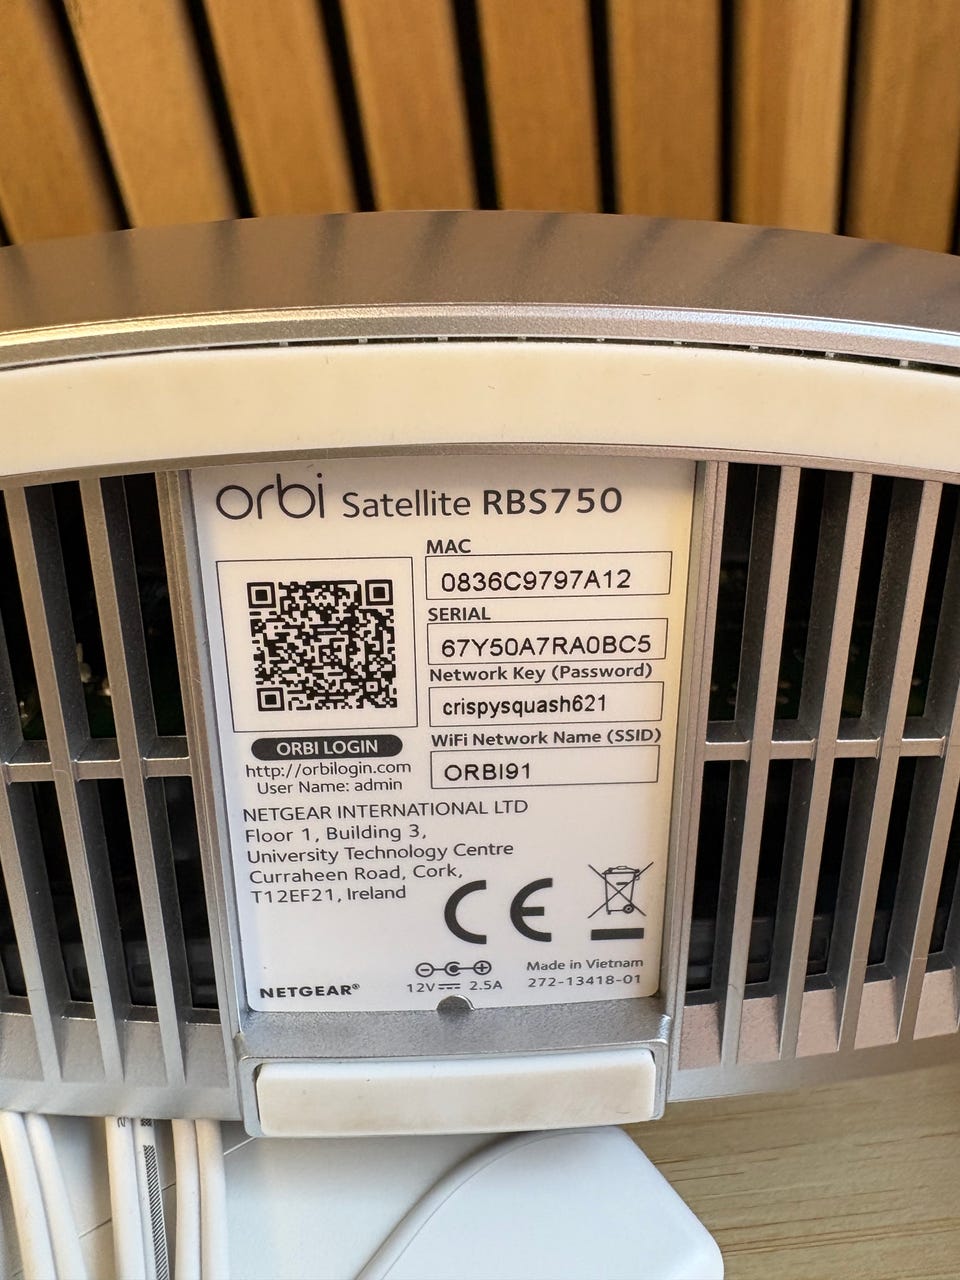 orbi Satellite RBS750
MAC
0836C9797A12
SERIAL
67Y50A7RA0BC5
Network Key (Password)
crispysquash621
WiFi Network Name (SSID)
ORBI91
ORBI LOGIN
http://orbilogin.com
User Name: admin
NETGEAR INTERNATIONAL LTD
Floor 1, Building 3,
University Technology Centre
Curraheen Road, Cork,
T12EF21, Ireland
CE
12V 2.5A
Made in Vietnam
272-13418-01
NETGEAR®